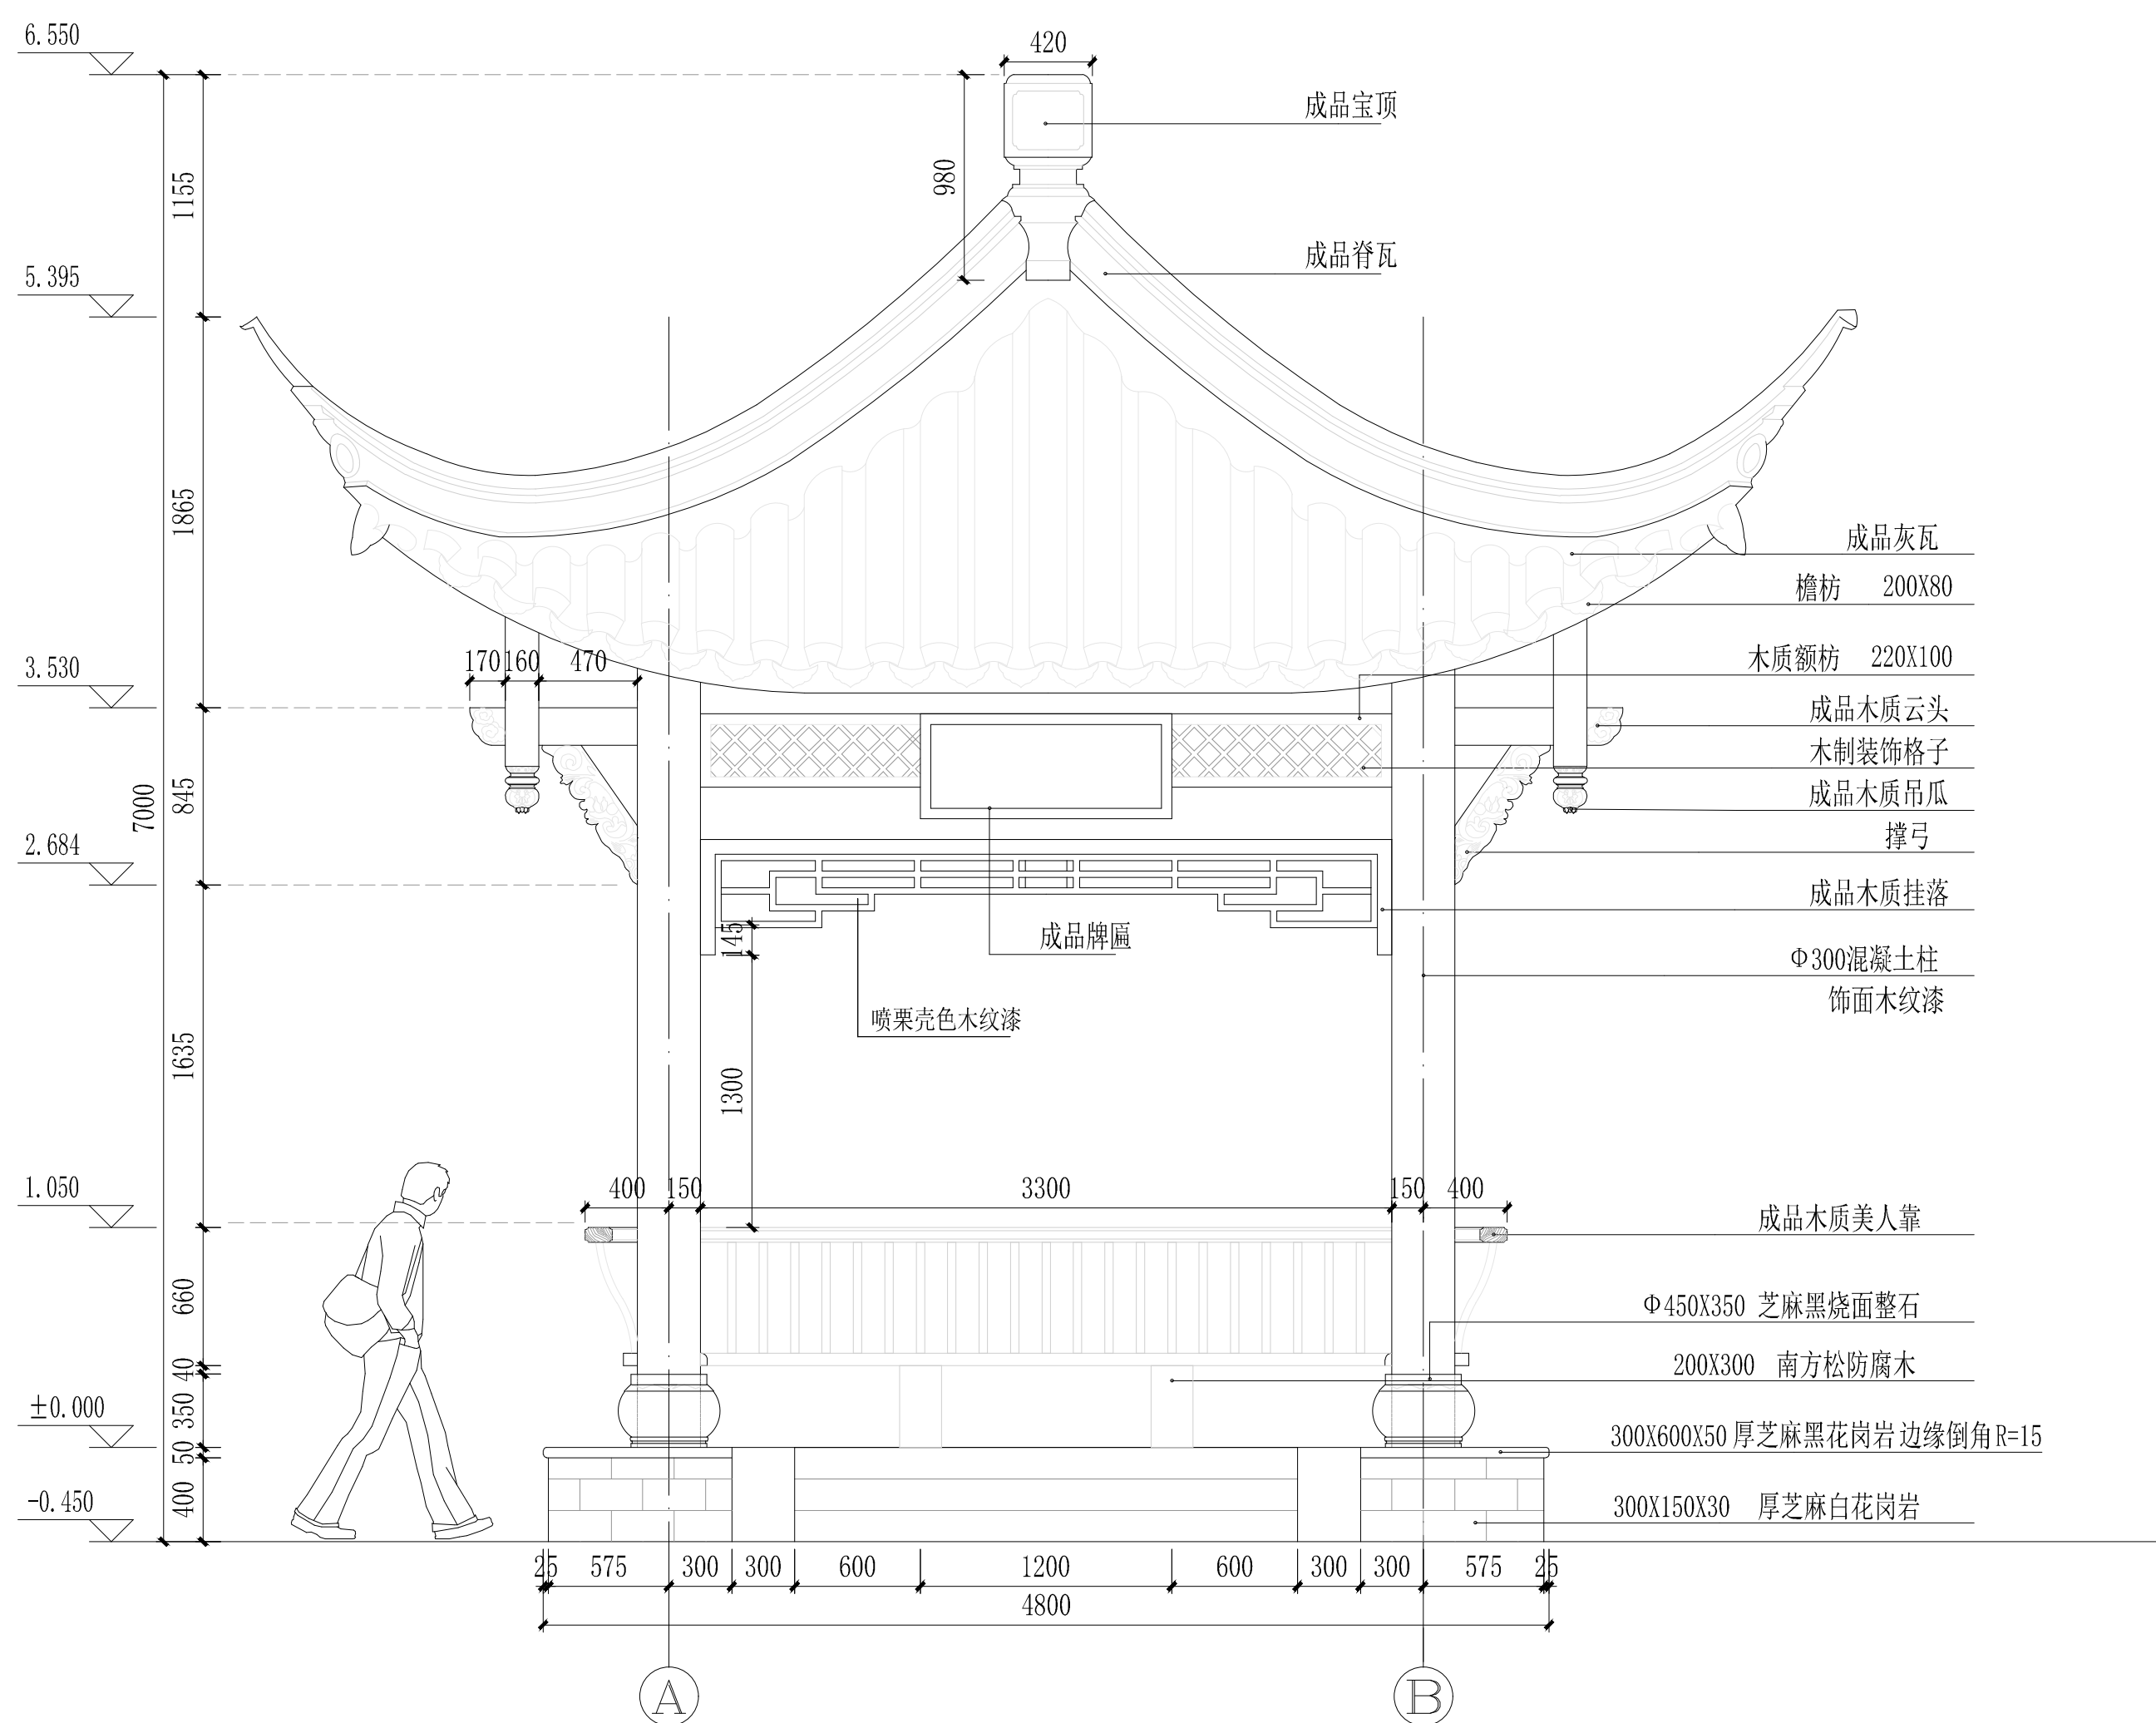 6.550
420
成品宝顶
980
1155
成品脊瓦
5.395
1865
成品灰瓦
檐枋 200X80
木质额枋 220X100
3.530
170
160
470
成品木质云头
木制装饰格子
成品木质吊瓜
撑弓
7000
845
2.684
成品木质挂落
成品牌匾
145
Φ300混凝土柱
饰面木纹漆
喷栗壳色木纹漆
1635
1300
1.050
400
150
3300
150
400
成品木质美人靠
660
Φ450X350 芝麻黑烧面整石
40
200X300 南方松防腐木
±0.000
350
50
300X600X50 厚芝麻黑花岗岩 边缘倒角R=15
-0.450
400
300X150X30 厚芝麻白花岗岩
25
575
300
300
600
1200
600
300
300
575
25
4800
A
B